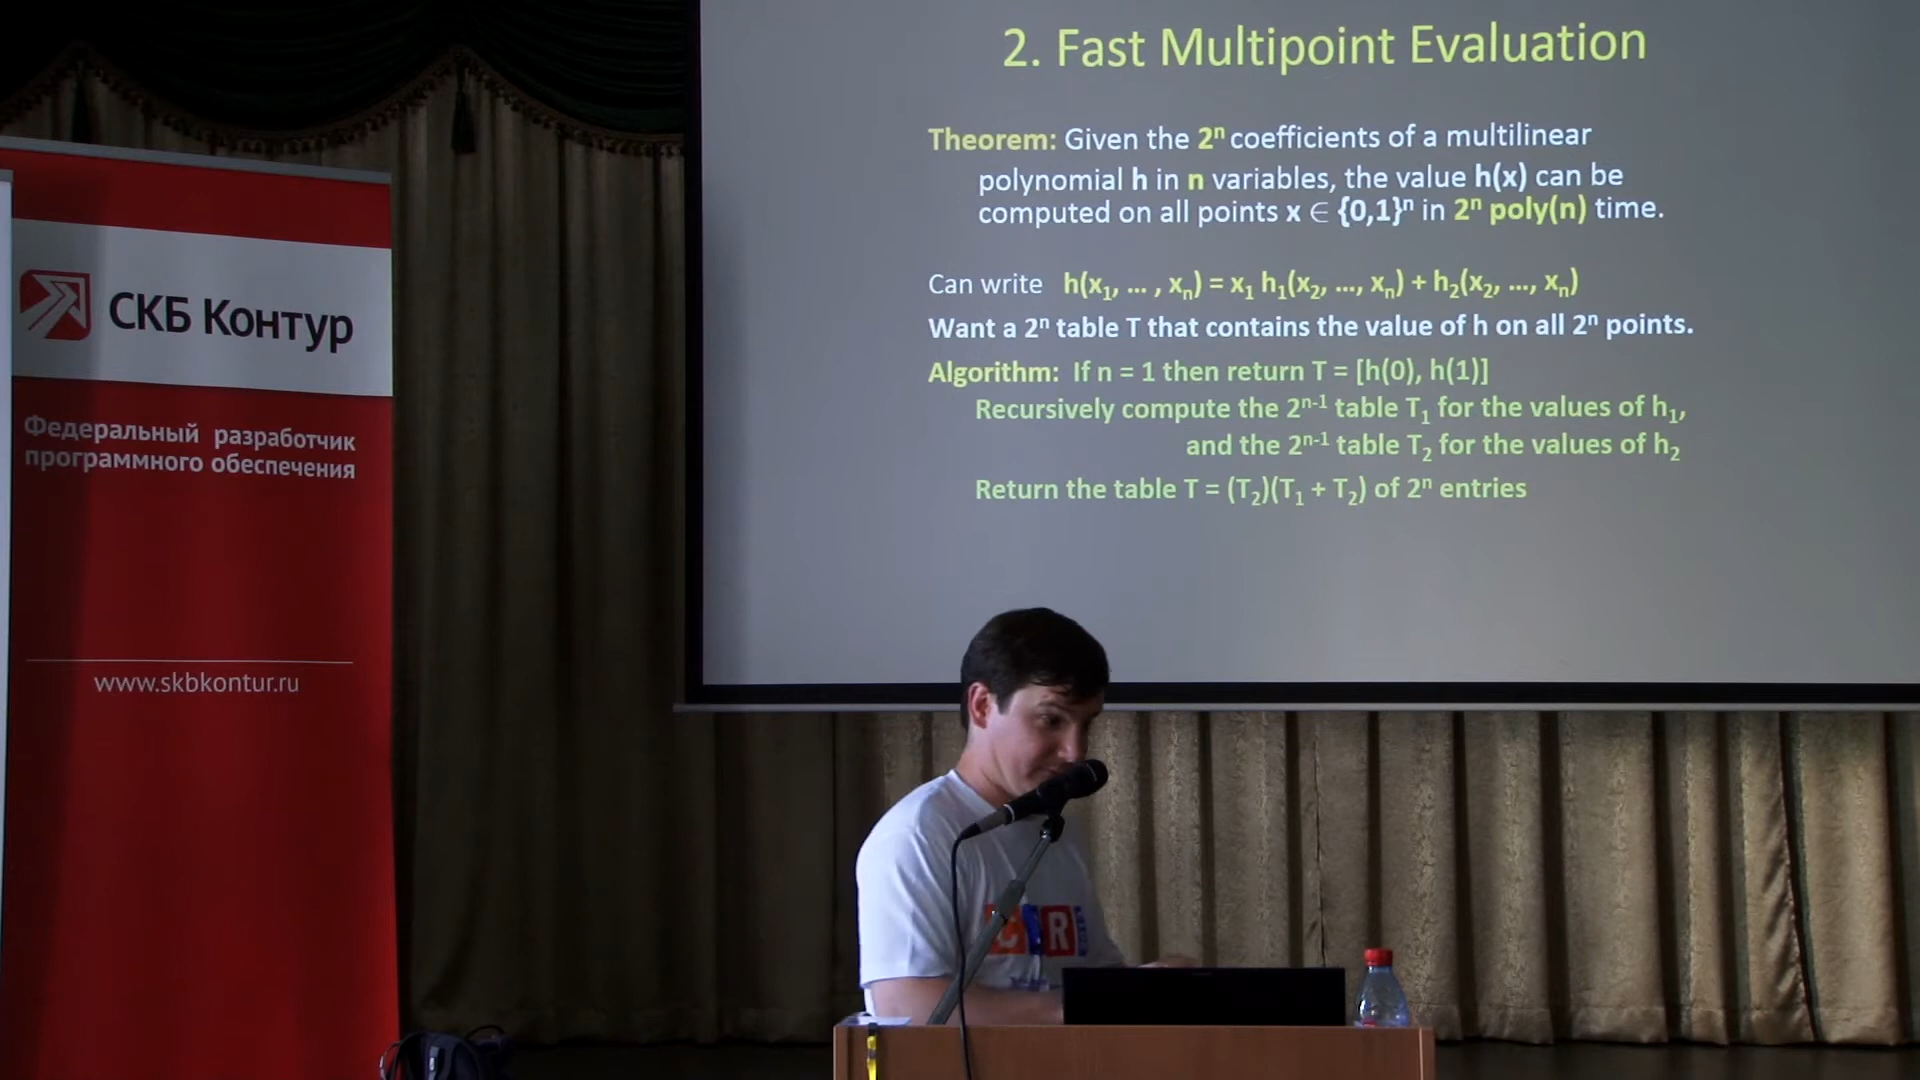 2. Fast Multipoint Evaluation
Theorem: Given the 2ⁿ coefficients of a multilinear
polynomial h in n variables, the value h(x) can be
computed on all points x ∈ {0,1}ⁿ in 2ⁿ poly(n) time.
Can write h(x₁, ... , xₙ) = x₁ h₁(x₂, ..., xₙ) + h₂(x₂, ..., xₙ)
Want a 2ⁿ table T that contains the value of h on all 2ⁿ points.
Algorithm: If n = 1 then return T = [h(0), h(1)]
Recursively compute the 2ⁿ⁻¹ table T₁ for the values of h₁,
and the 2ⁿ⁻¹ table T₂ for the values of h₂
Return the table T = (T₂)(T₁ + T₂) of 2ⁿ entries
СКБ Контур
Федеральный разработчик
программного обеспечения
www.skbkontur.ru